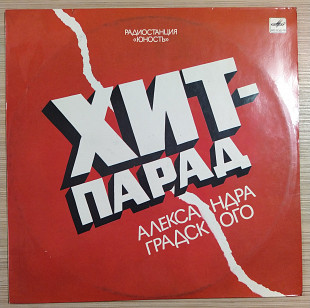 РАДИОСТАНЦИЯ
«ЮНОСТЬ»
ХИТ-
ПАРАД
АЛЕКСАНДРА
ГРАДСКОГО